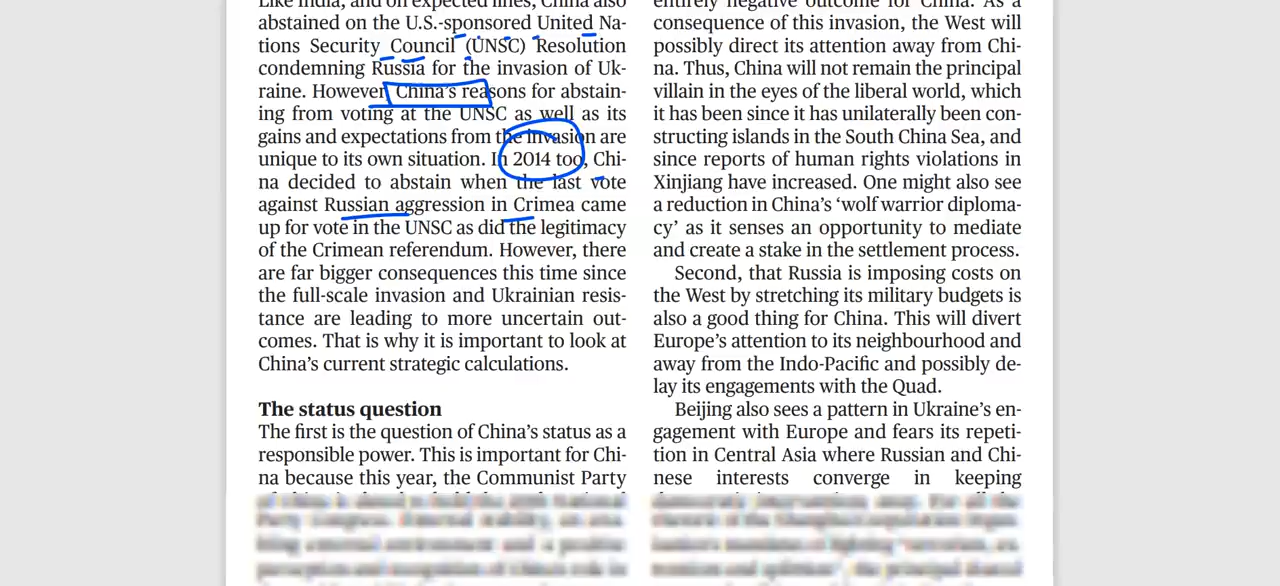 Like India, and on expected lines, China also
abstained on the U.S.-sponsored United Na-
tions Security Council (UNSC) Resolution
condemning Russia for the invasion of Uk-
raine. However, China's reasons for abstain-
ing from voting at the UNSC as well as its
gains and expectations from the invasion are
unique to its own situation. In 2014 too, Chi-
na decided to abstain when the last vote
against Russian aggression in Crimea came
up for vote in the UNSC as did the legitimacy
of the Crimean referendum. However, there
are far bigger consequences this time since
the full-scale invasion and Ukrainian resis-
tance are leading to more uncertain out-
comes. That is why it is important to look at
China's current strategic calculations.
The status question
The first is the question of China's status as a
responsible power. This is important for Chi-
na because this year, the Communist Party
entirely negative outcome for China. As a
consequence of this invasion, the West will
possibly direct its attention away from Chi-
na. Thus, China will not remain the principal
villain in the eyes of the liberal world, which
it has been since it has unilaterally been con-
structing islands in the South China Sea, and
since reports of human rights violations in
Xinjiang have increased. One might also see
a reduction in China's ‘wolf warrior diploma-
cy’ as it senses an opportunity to mediate
and create a stake in the settlement process.
Second, that Russia is imposing costs on
the West by stretching its military budgets is
also a good thing for China. This will divert
Europe's attention to its neighbourhood and
away from the Indo-Pacific and possibly de-
lay its engagements with the Quad.
Beijing also sees a pattern in Ukraine's en-
gagement with Europe and fears its repeti-
tion in Central Asia where Russian and Chi-
nese interests converge in keeping